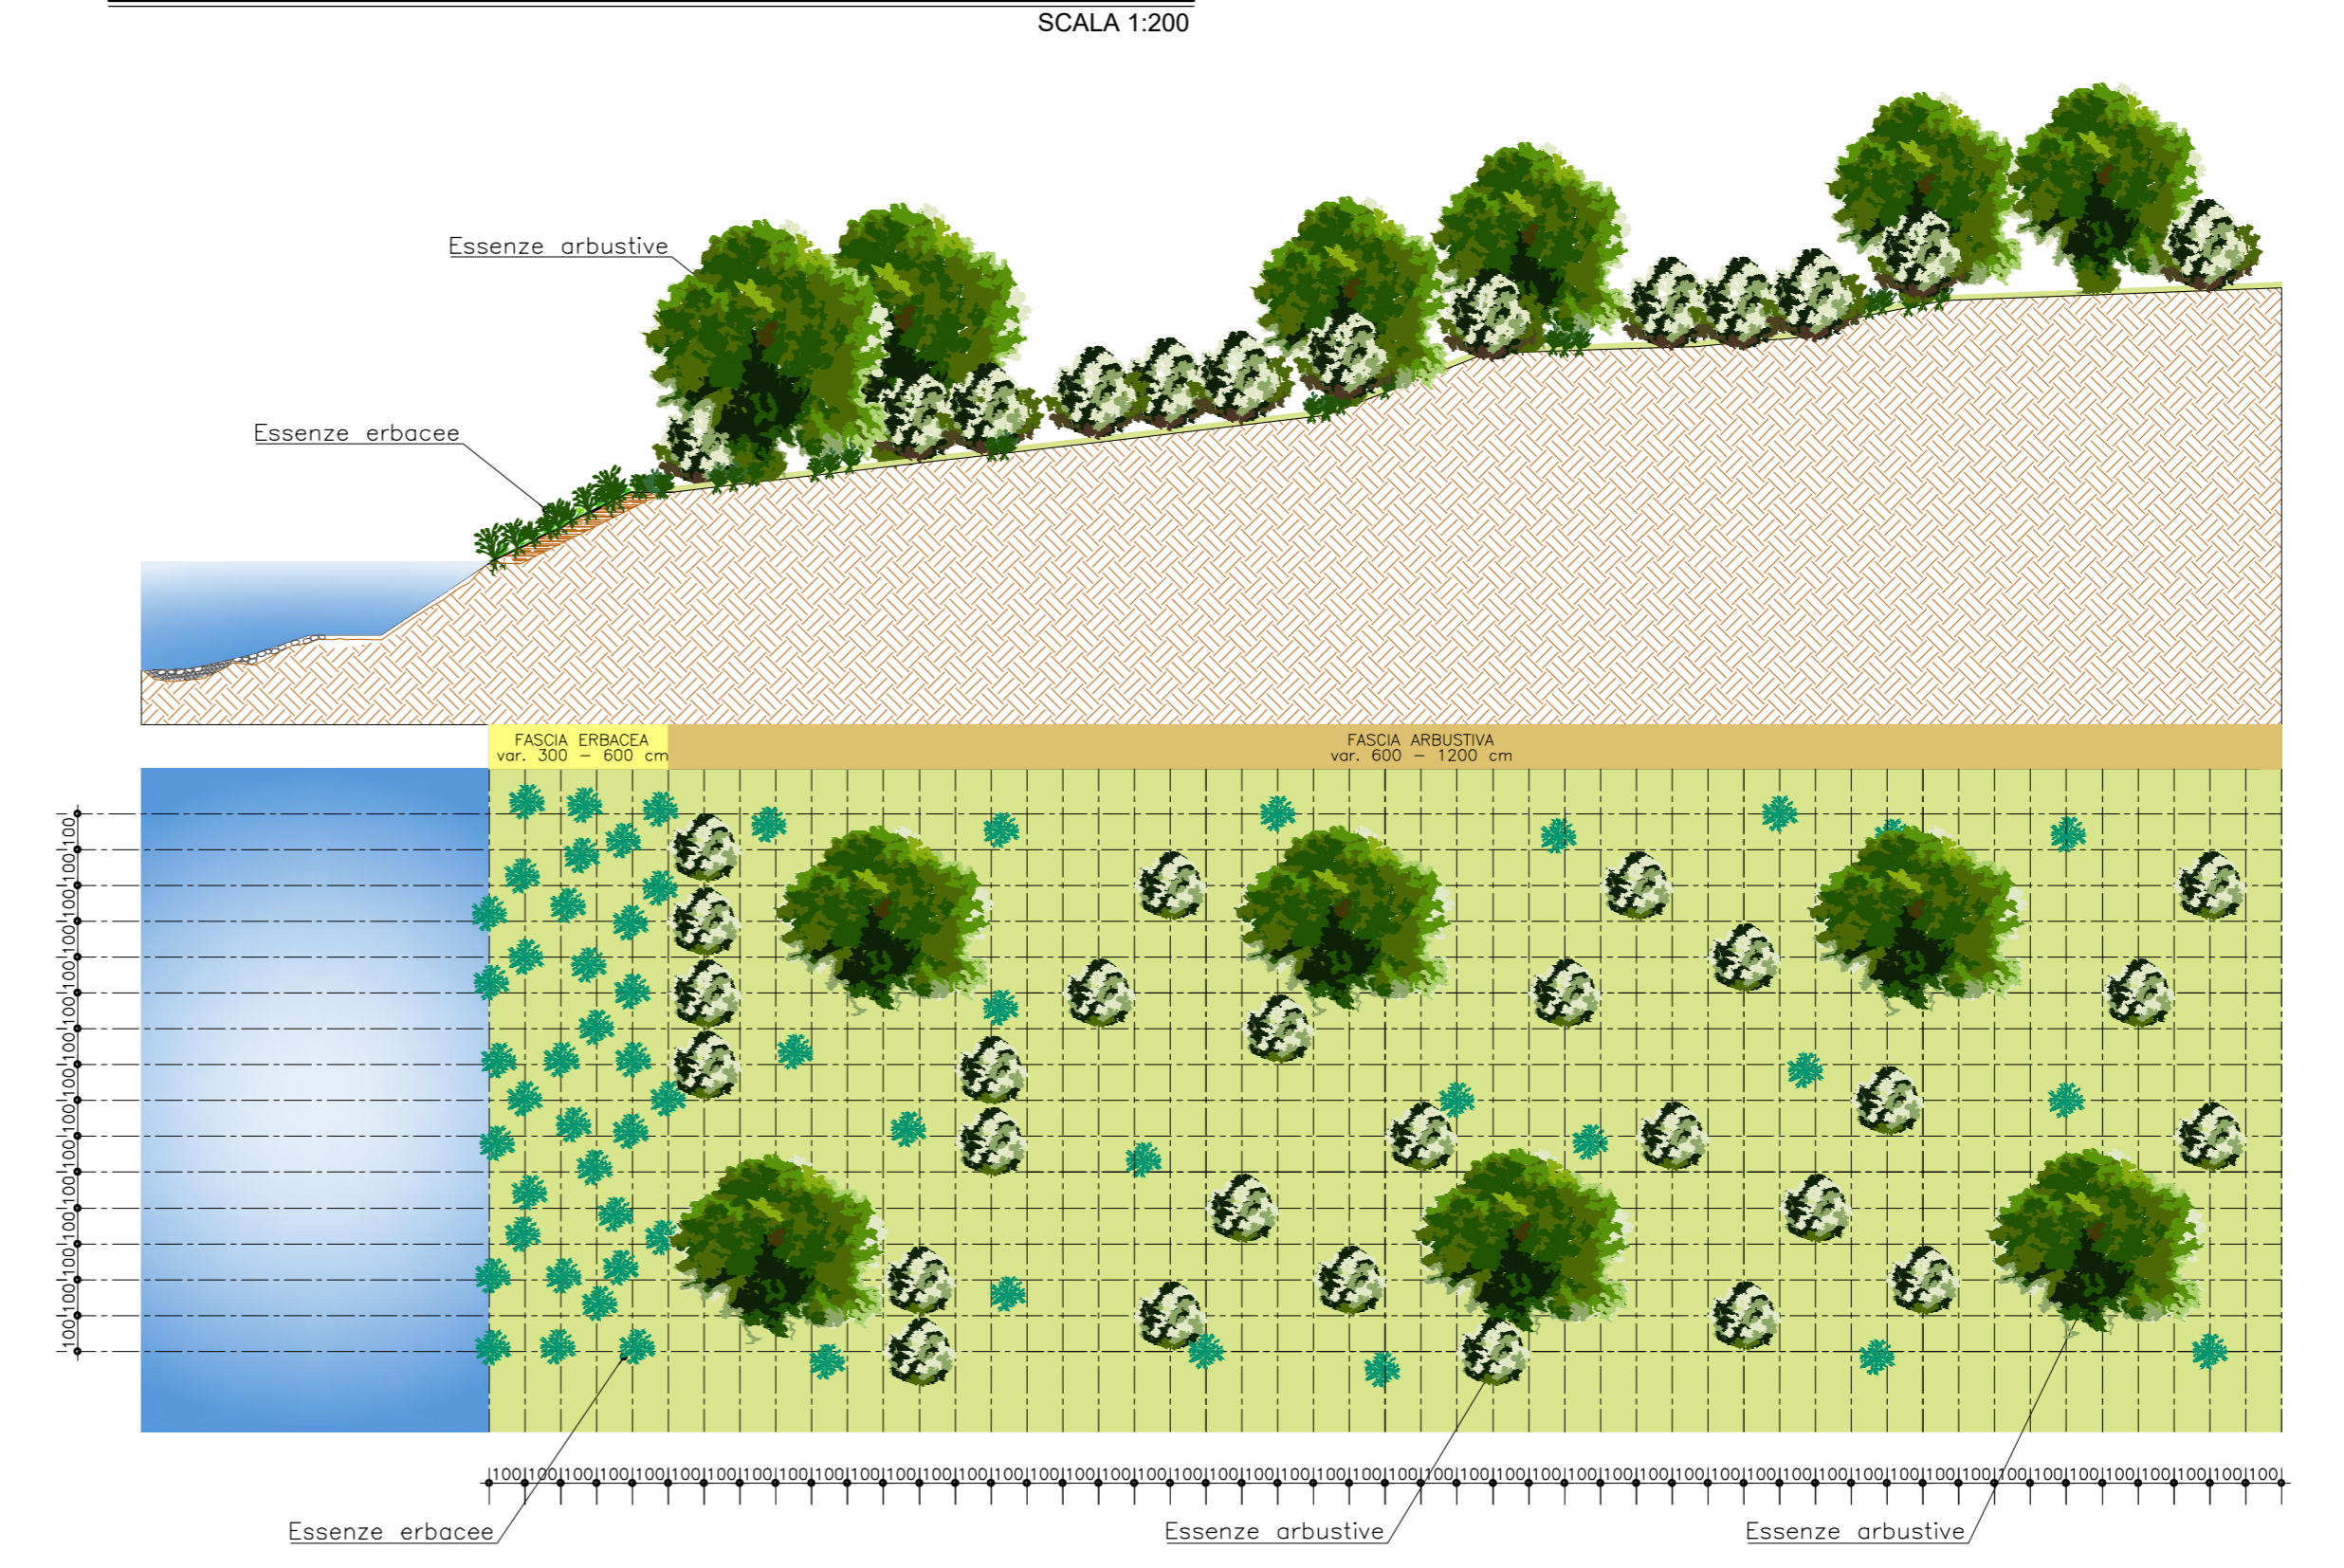 SCALA 1:200
Essenze arbustive
Essenze erbacee
FASCIA ERBACEA
var. 300 – 600 cm
FASCIA ARBUSTIVA
var. 600 – 1200 cm
100 100 100 100 100 100 100 100 100 100 100 100 100 100 100
100 100 100 100 100 100 100 100 100 100 100 100 100 100 100 100 100 100 100 100 100 100 100 100 100 100 100 100 100 100 100 100 100 100 100 100 100 100 100 100 100 100 100 100 100 100 100 100 100 100
Essenze erbacee
Essenze arbustive
Essenze arbustive